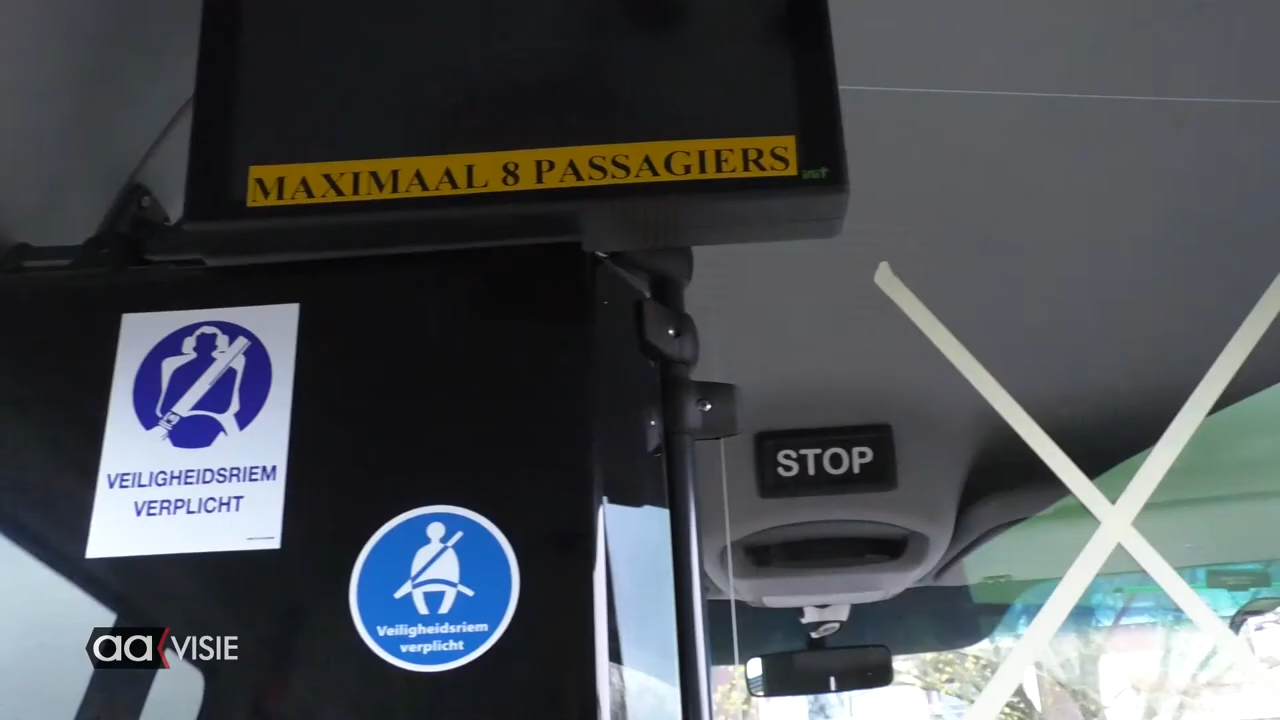 MAXIMAAL 8 PASSAGIERS
VEILIGHEIDSRIEM
VERPLICHT
STOP
Veiligheidsriem
verplicht
aa VISIE